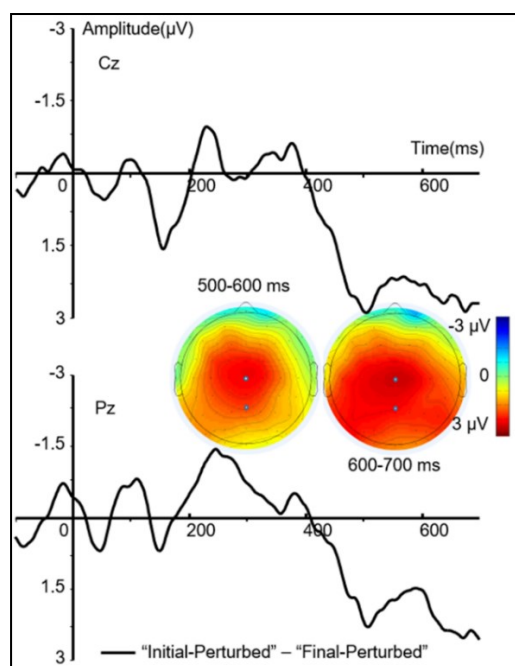 Amplitude(µV)
-3
Cz
-1.5
Time(ms)
0
200
400
600
1.5
500-600 ms
3
-3 µV
-3
0
Pz
3 µV
-1.5
600-700 ms
0
200
400
600
1.5
3
"Initial-Perturbed" – "Final-Perturbed"